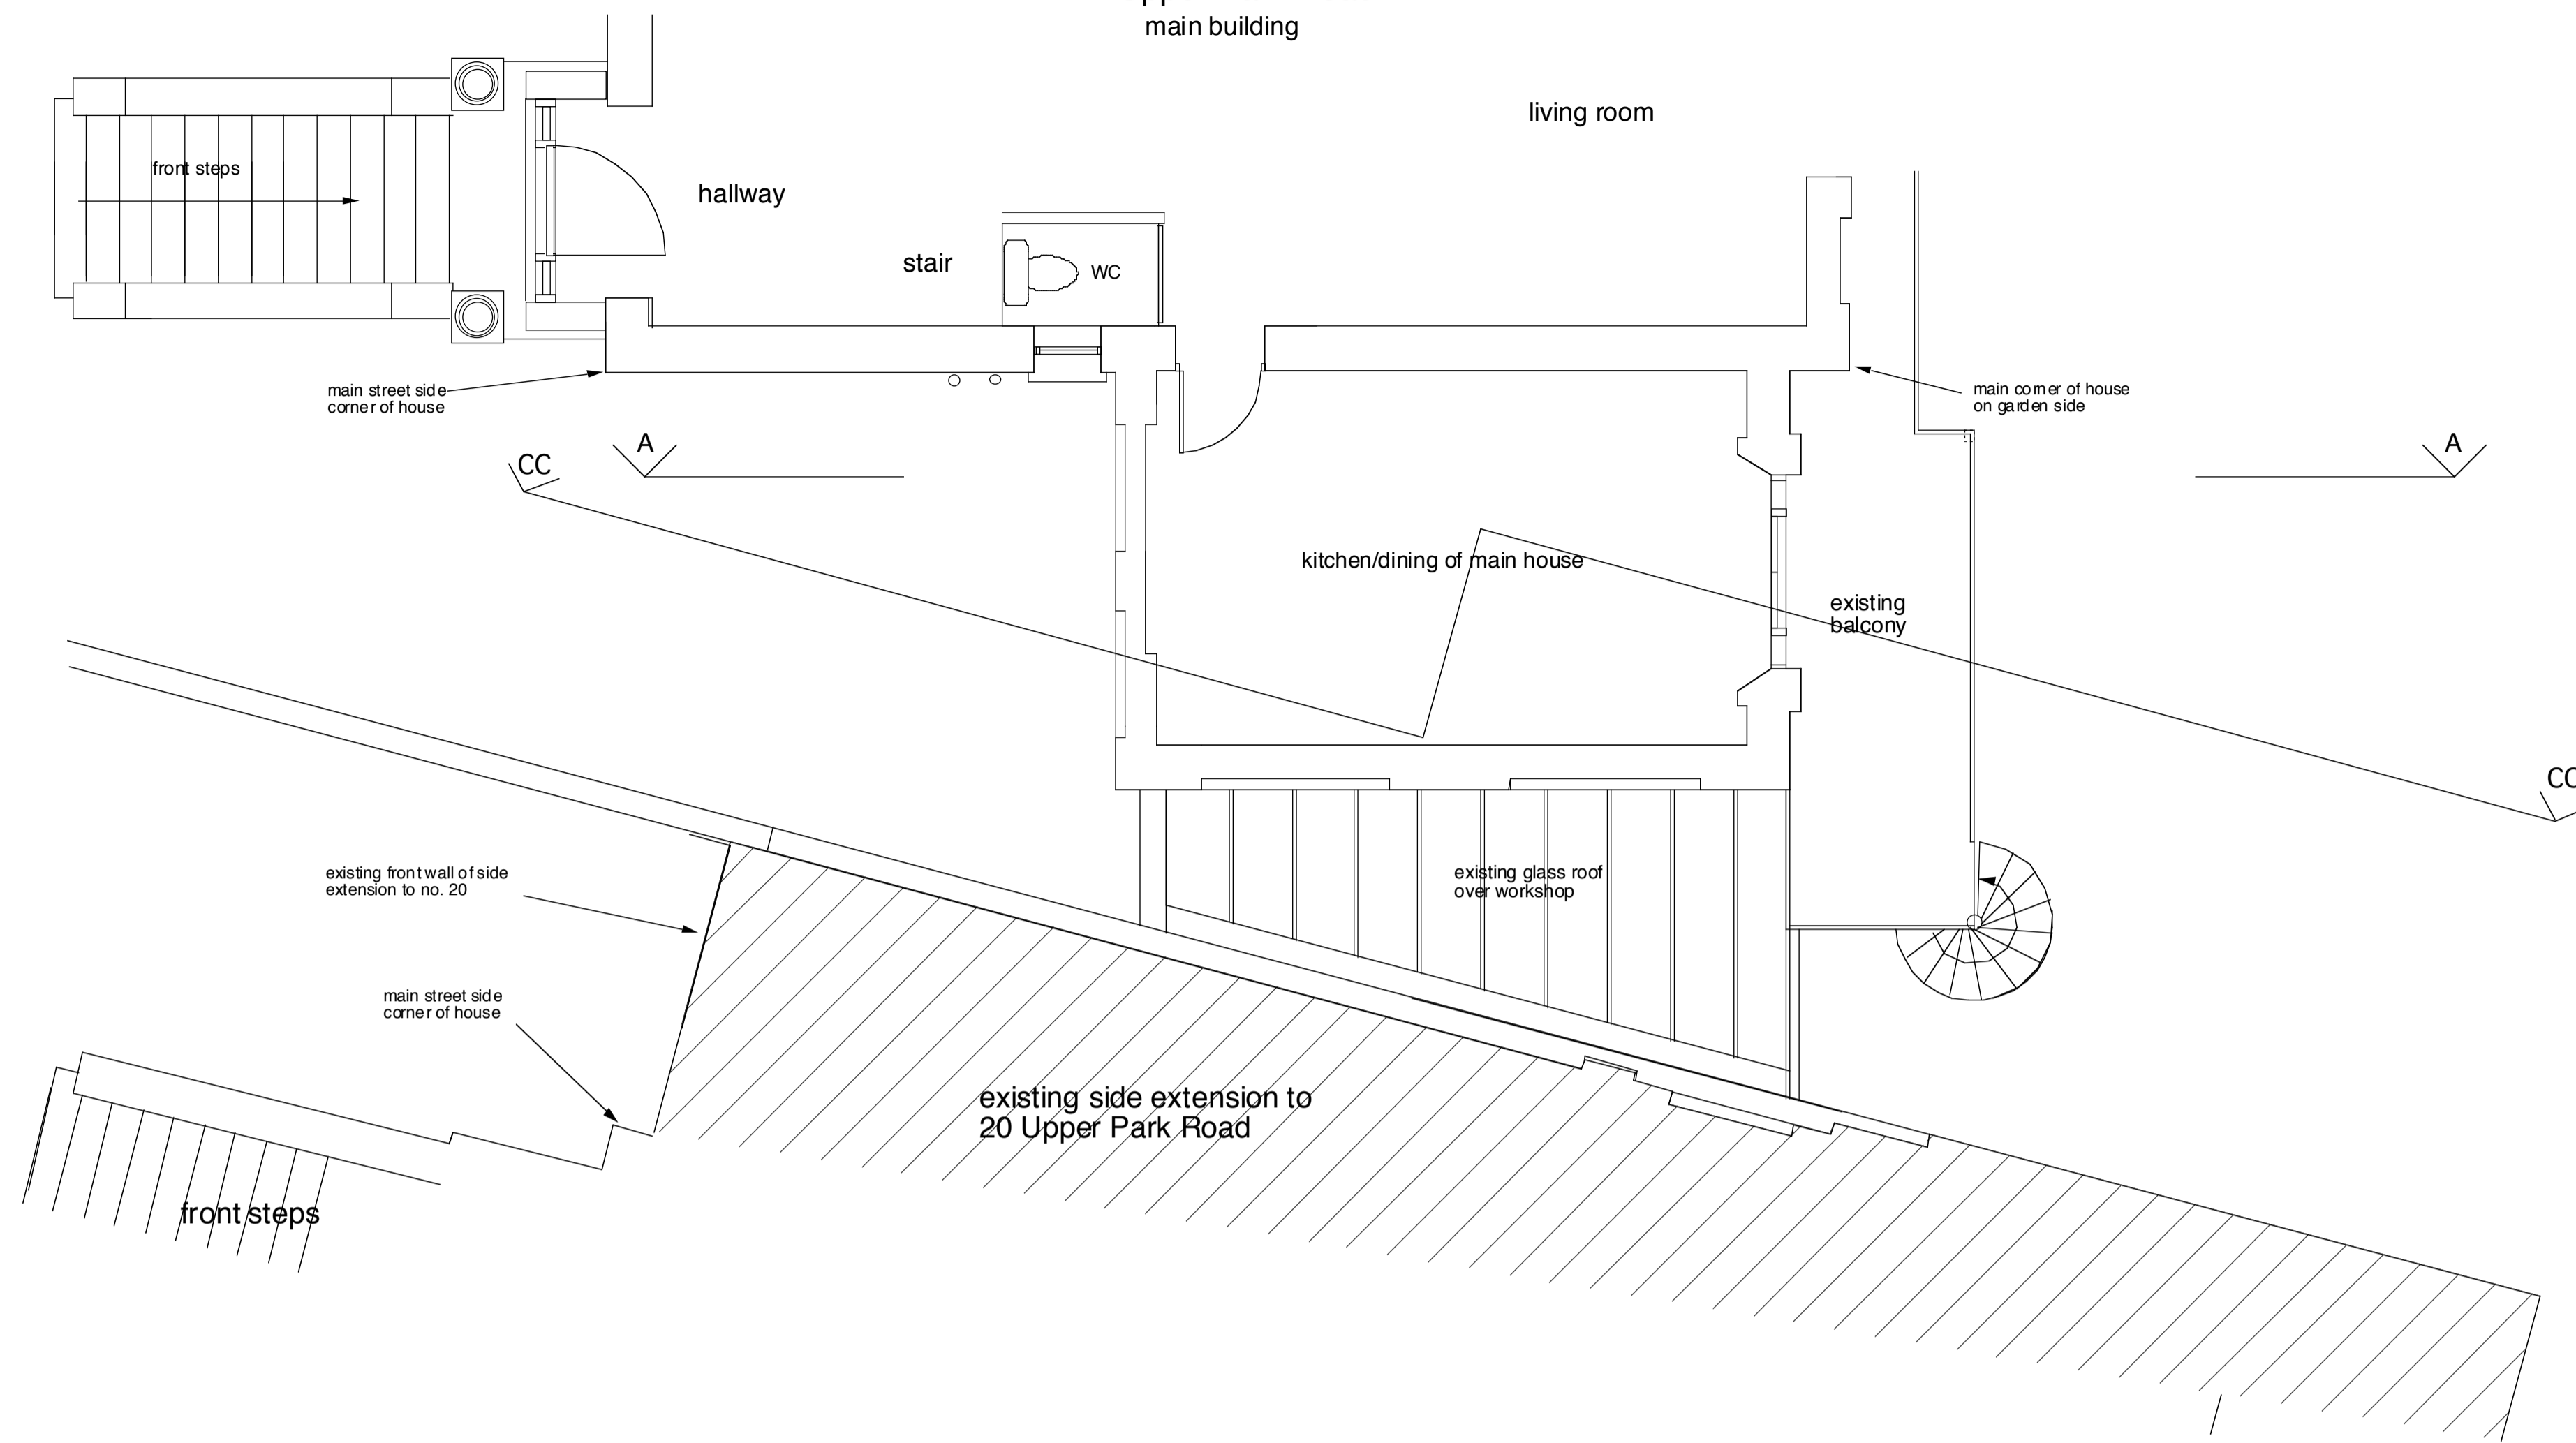 main building
living room
front steps
hallway
stair
WC
main street side
corner of house
main corner of house
on garden side
A
A
CC
kitchen/dining of main house
existing
balcony
CC
existing front wall of side
extension to no. 20
existing glass roof
over workshop
main street side
corner of house
existing side extension to
20 Upper Park Road
front steps